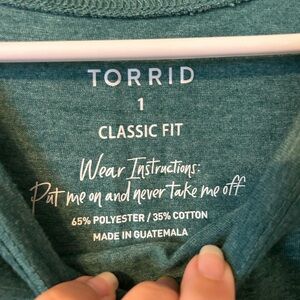 TORRID
1
CLASSIC FIT
Wear Instructions:
Put me on and never take me off
65% POLYESTER / 35% COTTON
MADE IN GUATEMALA